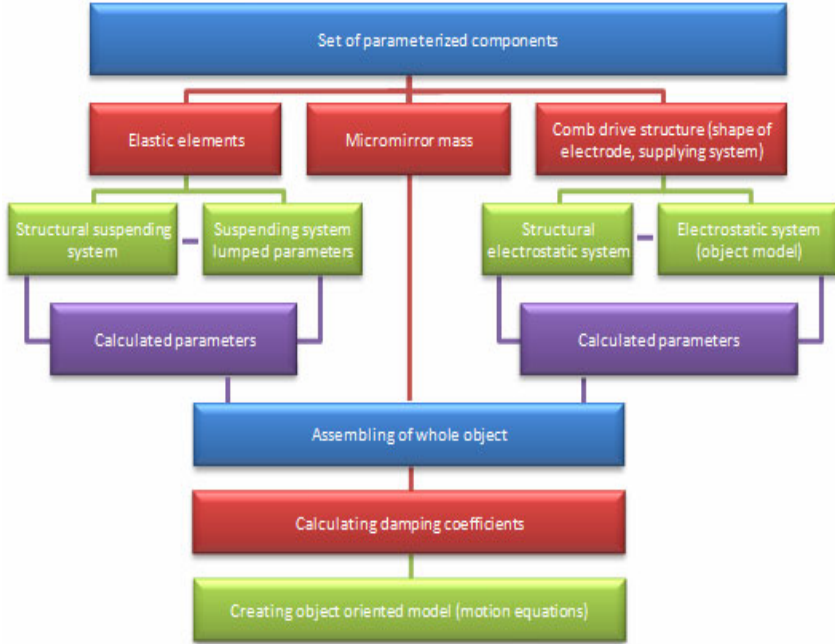 Set of parameterized components
Elastic elements
Micromirror mass
Comb drive structure (shape of
electrode, supplying system)
Structural suspending
system
Suspending system
lumped parameters
Structural
electrostatic system
Electrostatic system
(object model)
Calculated parameters
Calculated parameters
Assembling of whole object
Calculating damping coefficients
Creating object oriented model (motion equations)